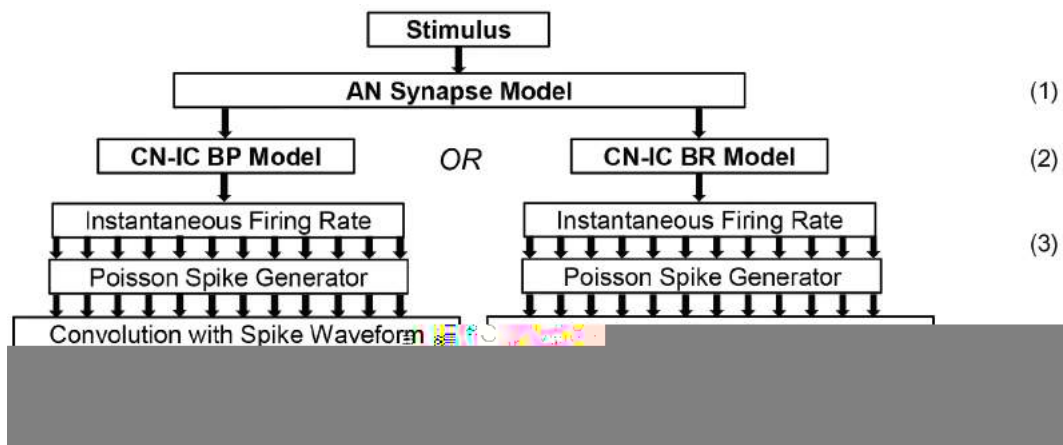 Stimulus
AN Synapse Model (1)
CN-IC BP Model OR CN-IC BR Model (2)
Instantaneous Firing Rate Instantaneous Firing Rate
(3)
Poisson Spike Generator Poisson Spike Generator
Convolution with Spike Waveform